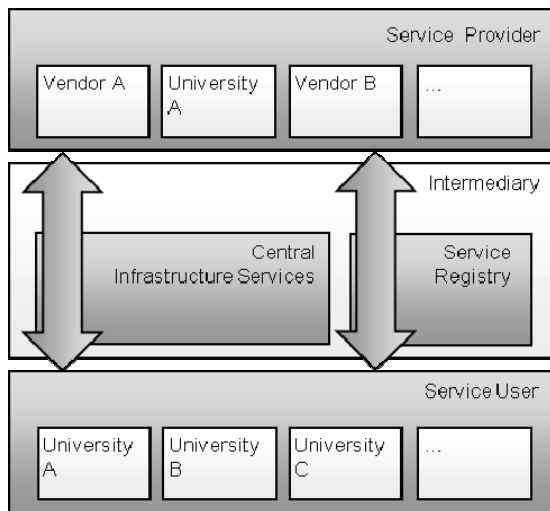 Service Provider
Vendor A
University
A
Vendor B
...
Intermediary
Central
Infrastructure Services
Service
Registry
Service User
University
A
University
B
University
C
...